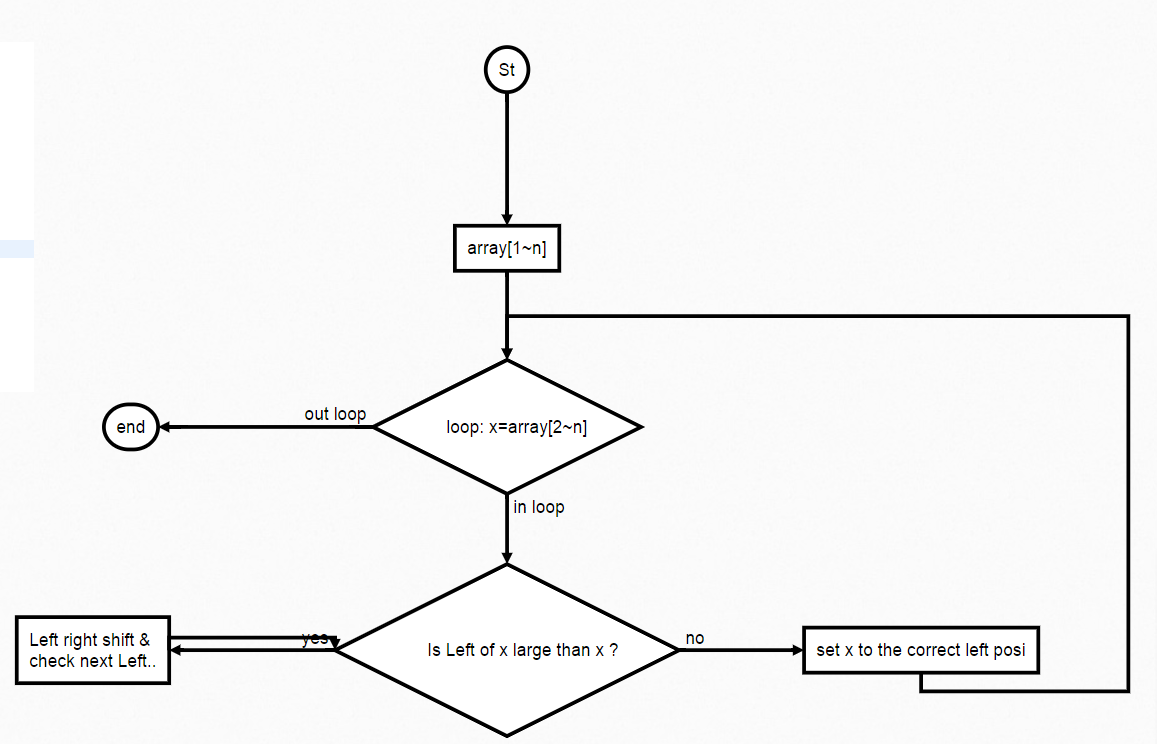 St
array[1~n]
out loop
end
loop: x=array[2~n]
in loop
Left right shift &
check next Left..
yes
Is Left of x large than x ?
no
set x to the correct left posi